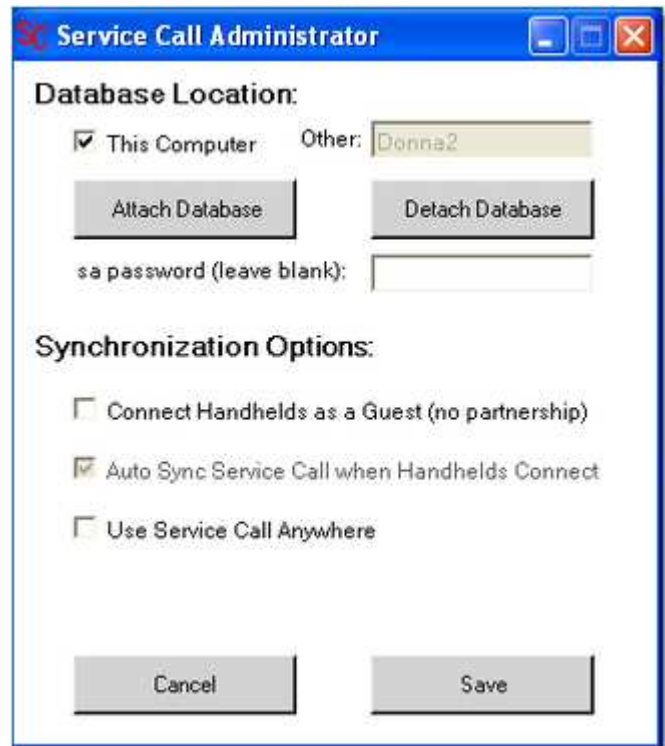 SC Service Call Administrator
Database Location:
This Computer Other: Donna2
Attach Database Detach Database
sa password (leave blank):
Synchronization Options:
Connect Handhelds as a Guest (no partnership)
Auto Sync Service Call when Handhelds Connect
Use Service Call Anywhere
Cancel Save